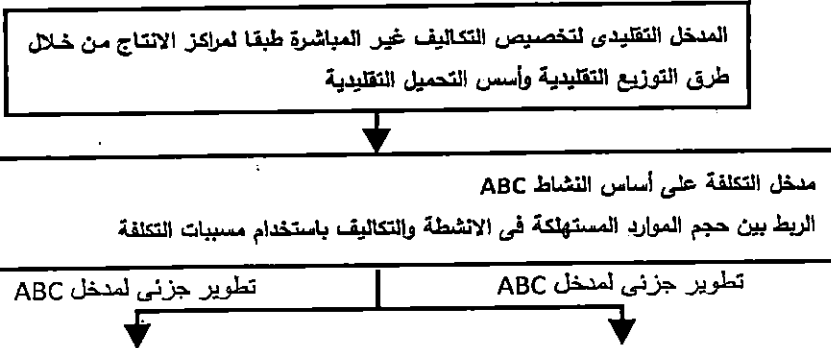 المدخل التقليدى لتخصيص التكاليف غير المباشرة طبقا لمراكز الانتاج من خلال
طرق التوزيع التقليدية وأسس التحميل التقليدية
مدخل التكلفة على أساس النشاط ABC
الربط بين حجم الموارد المستهلكة فى الانشطة والتكاليف باستخدام مسببات التكلفة
تطوير جزئى لمدخل ABC
تطوير جزئى لمدخل ABC